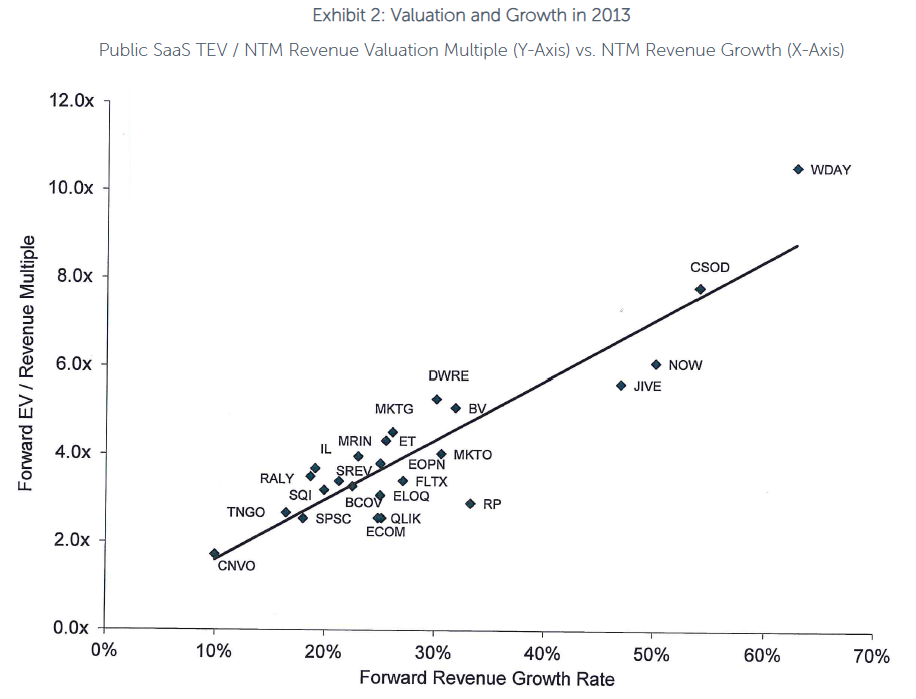 Exhibit 2: Valuation and Growth in 2013
Public SaaS TEV / NTM Revenue Valuation Multiple (Y-Axis) vs. NTM Revenue Growth (X-Axis)
Forward EV / Revenue Multiple
12.0x
10.0x
8.0x
6.0x
4.0x
2.0x
0.0x
WDAY
CSOD
NOW
JIVE
DWRE
BV
MKTG
ET
MRIN
IL
MKTO
EOPN
SREV
RALY
FLTX
SQI
ELOQ
BCOV
RP
TNGO
SPSC
QLIK
ECOM
CNVO
0%
10%
20%
30%
40%
50%
60%
70%
Forward Revenue Growth Rate